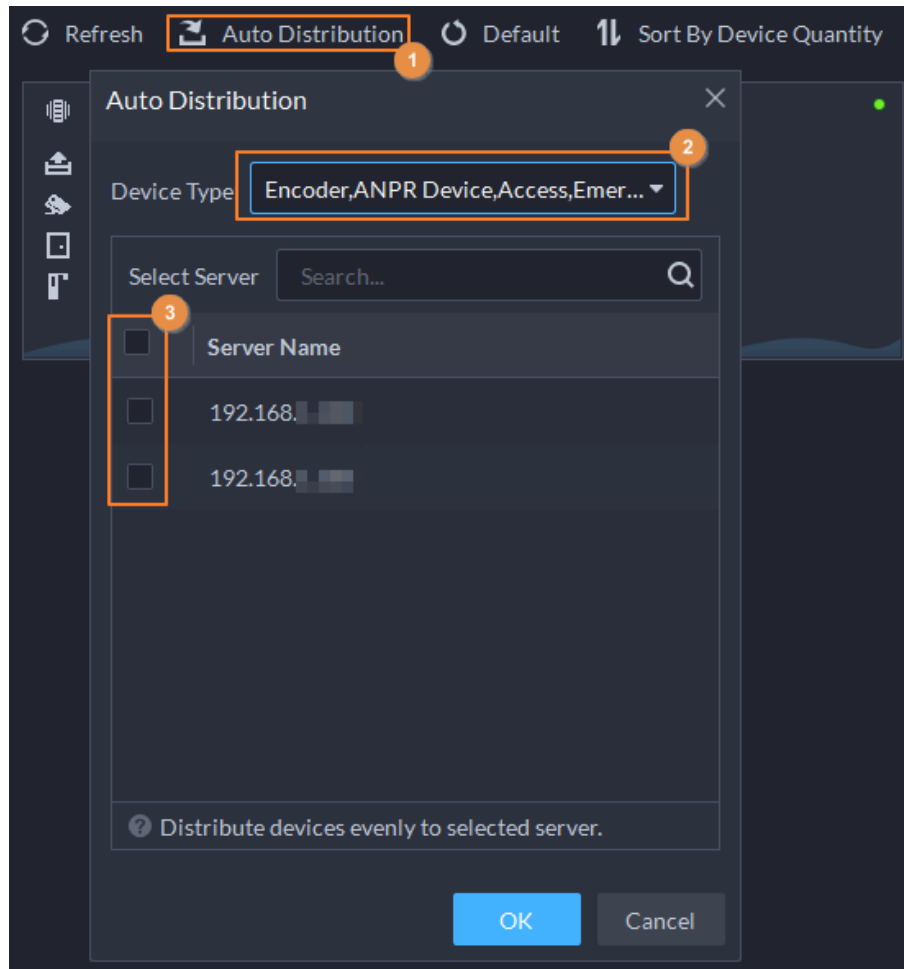 Refresh Auto Distribution Default Sort By Device Quantity
1
Auto Distribution
2
Device Type Encoder,ANPR Device,Access,Emer...
Select Server Search...
3
Server Name
192.168.
192.168.
Distribute devices evenly to selected server.
OK Cancel